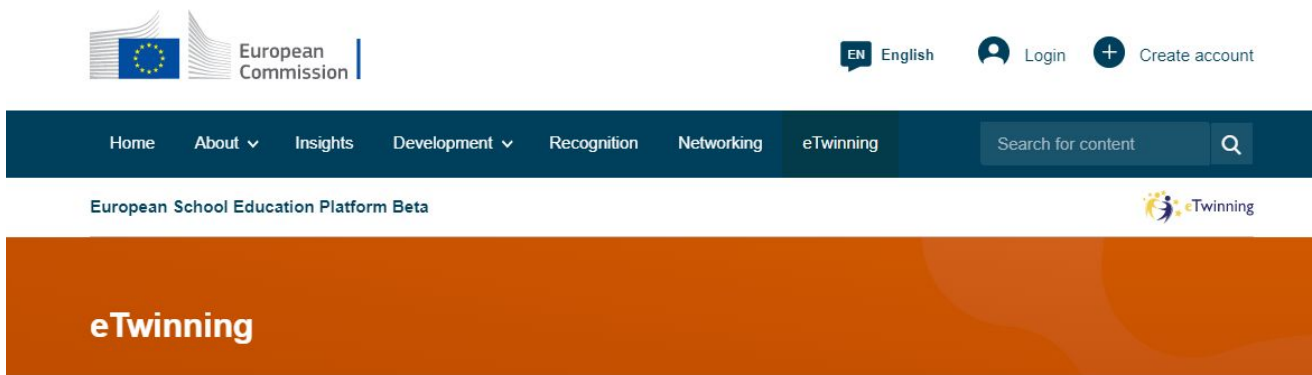 European
Commission
EN English Login Create account
Home About Insights Development Recognition Networking eTwinning Search for content
European School Education Platform Beta
eTwinning
eTwinning